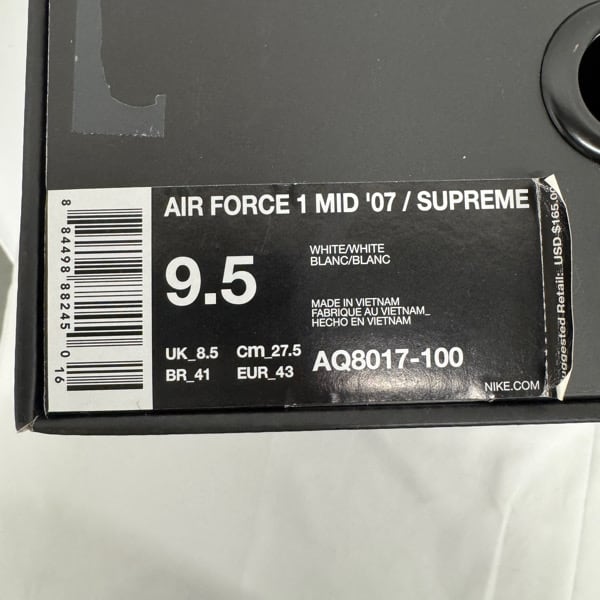 AIR FORCE 1 MID '07 / SUPREME
9.5
WHITE/WHITE
BLANC/BLANC
MADE IN VIETNAM
FABRIQUE AU VIETNAM_
HECHO EN VIETNAM
UK_8.5 Cm_27.5
BR_41 EUR_43
AQ8017-100
NIKE.COM
8 84498 88245 0 16
uggested Retail: USD $165.00